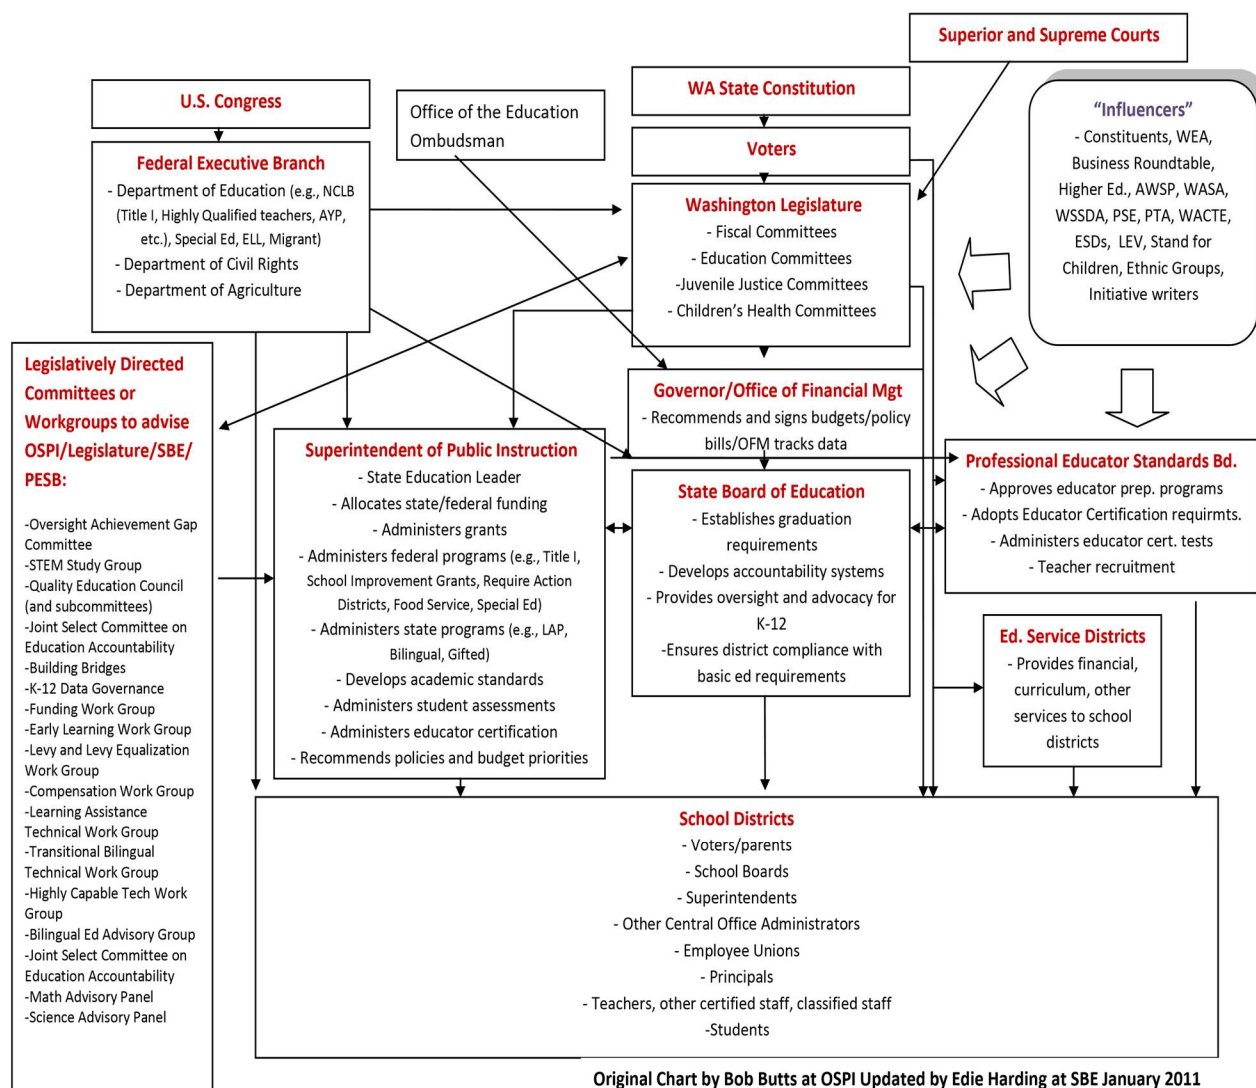 Superior and Supreme Courts
U.S. Congress
WA State Constitution
Office of the Education
Ombudsman
Voters
"Influencers"
- Constituents, WEA,
Business Roundtable,
Higher Ed., AWSP, WASA,
WSSDA, PSE, PTA, WACTE,
ESDs, LEV, Stand for
Children, Ethnic Groups,
Initiative writers
Federal Executive Branch
- Department of Education (e.g., NCLB
(Title I, Highly Qualified teachers, AYP,
etc.), Special Ed, ELL, Migrant)
- Department of Civil Rights
- Department of Agriculture
Washington Legislature
- Fiscal Committees
- Education Committees
-Juvenile Justice Committees
- Children's Health Committees
Legislatively Directed
Committees or
Workgroups to advise
OSPI/Legislature/SBE/
PESB:
-Oversight Achievement Gap
Committee
-STEM Study Group
-Quality Education Council
(and subcommittees)
-Joint Select Committee on
Education Accountability
-Building Bridges
-K-12 Data Governance
-Funding Work Group
-Early Learning Work Group
-Levy and Levy Equalization
Work Group
-Compensation Work Group
-Learning Assistance
Technical Work Group
-Transitional Bilingual
Technical Work Group
-Highly Capable Tech Work
Group
-Bilingual Ed Advisory Group
-Joint Select Committee on
Education Accountability
-Math Advisory Panel
-Science Advisory Panel
Governor/Office of Financial Mgt
- Recommends and signs budgets/policy
bills/OFM tracks data
Superintendent of Public Instruction
- State Education Leader
- Allocates state/federal funding
- Administers grants
- Administers federal programs (e.g., Title I,
School Improvement Grants, Require Action
Districts, Food Service, Special Ed)
- Administers state programs (e.g., LAP,
Bilingual, Gifted)
- Develops academic standards
- Administers student assessments
- Administers educator certification
- Recommends policies and budget priorities
State Board of Education
- Establishes graduation
requirements
- Develops accountability systems
- Provides oversight and advocacy for
K-12
-Ensures district compliance with
basic ed requirements
Professional Educator Standards Bd.
- Approves educator prep. programs
- Adopts Educator Certification requirmts.
- Administers educator cert. tests
- Teacher recruitment
Ed. Service Districts
- Provides financial,
curriculum, other
services to school
districts
School Districts
- Voters/parents
- School Boards
- Superintendents
- Other Central Office Administrators
- Employee Unions
- Principals
- Teachers, other certified staff, classified staff
-Students
Original Chart by Bob Butts at OSPI Updated by Edie Harding at SBE January 2011